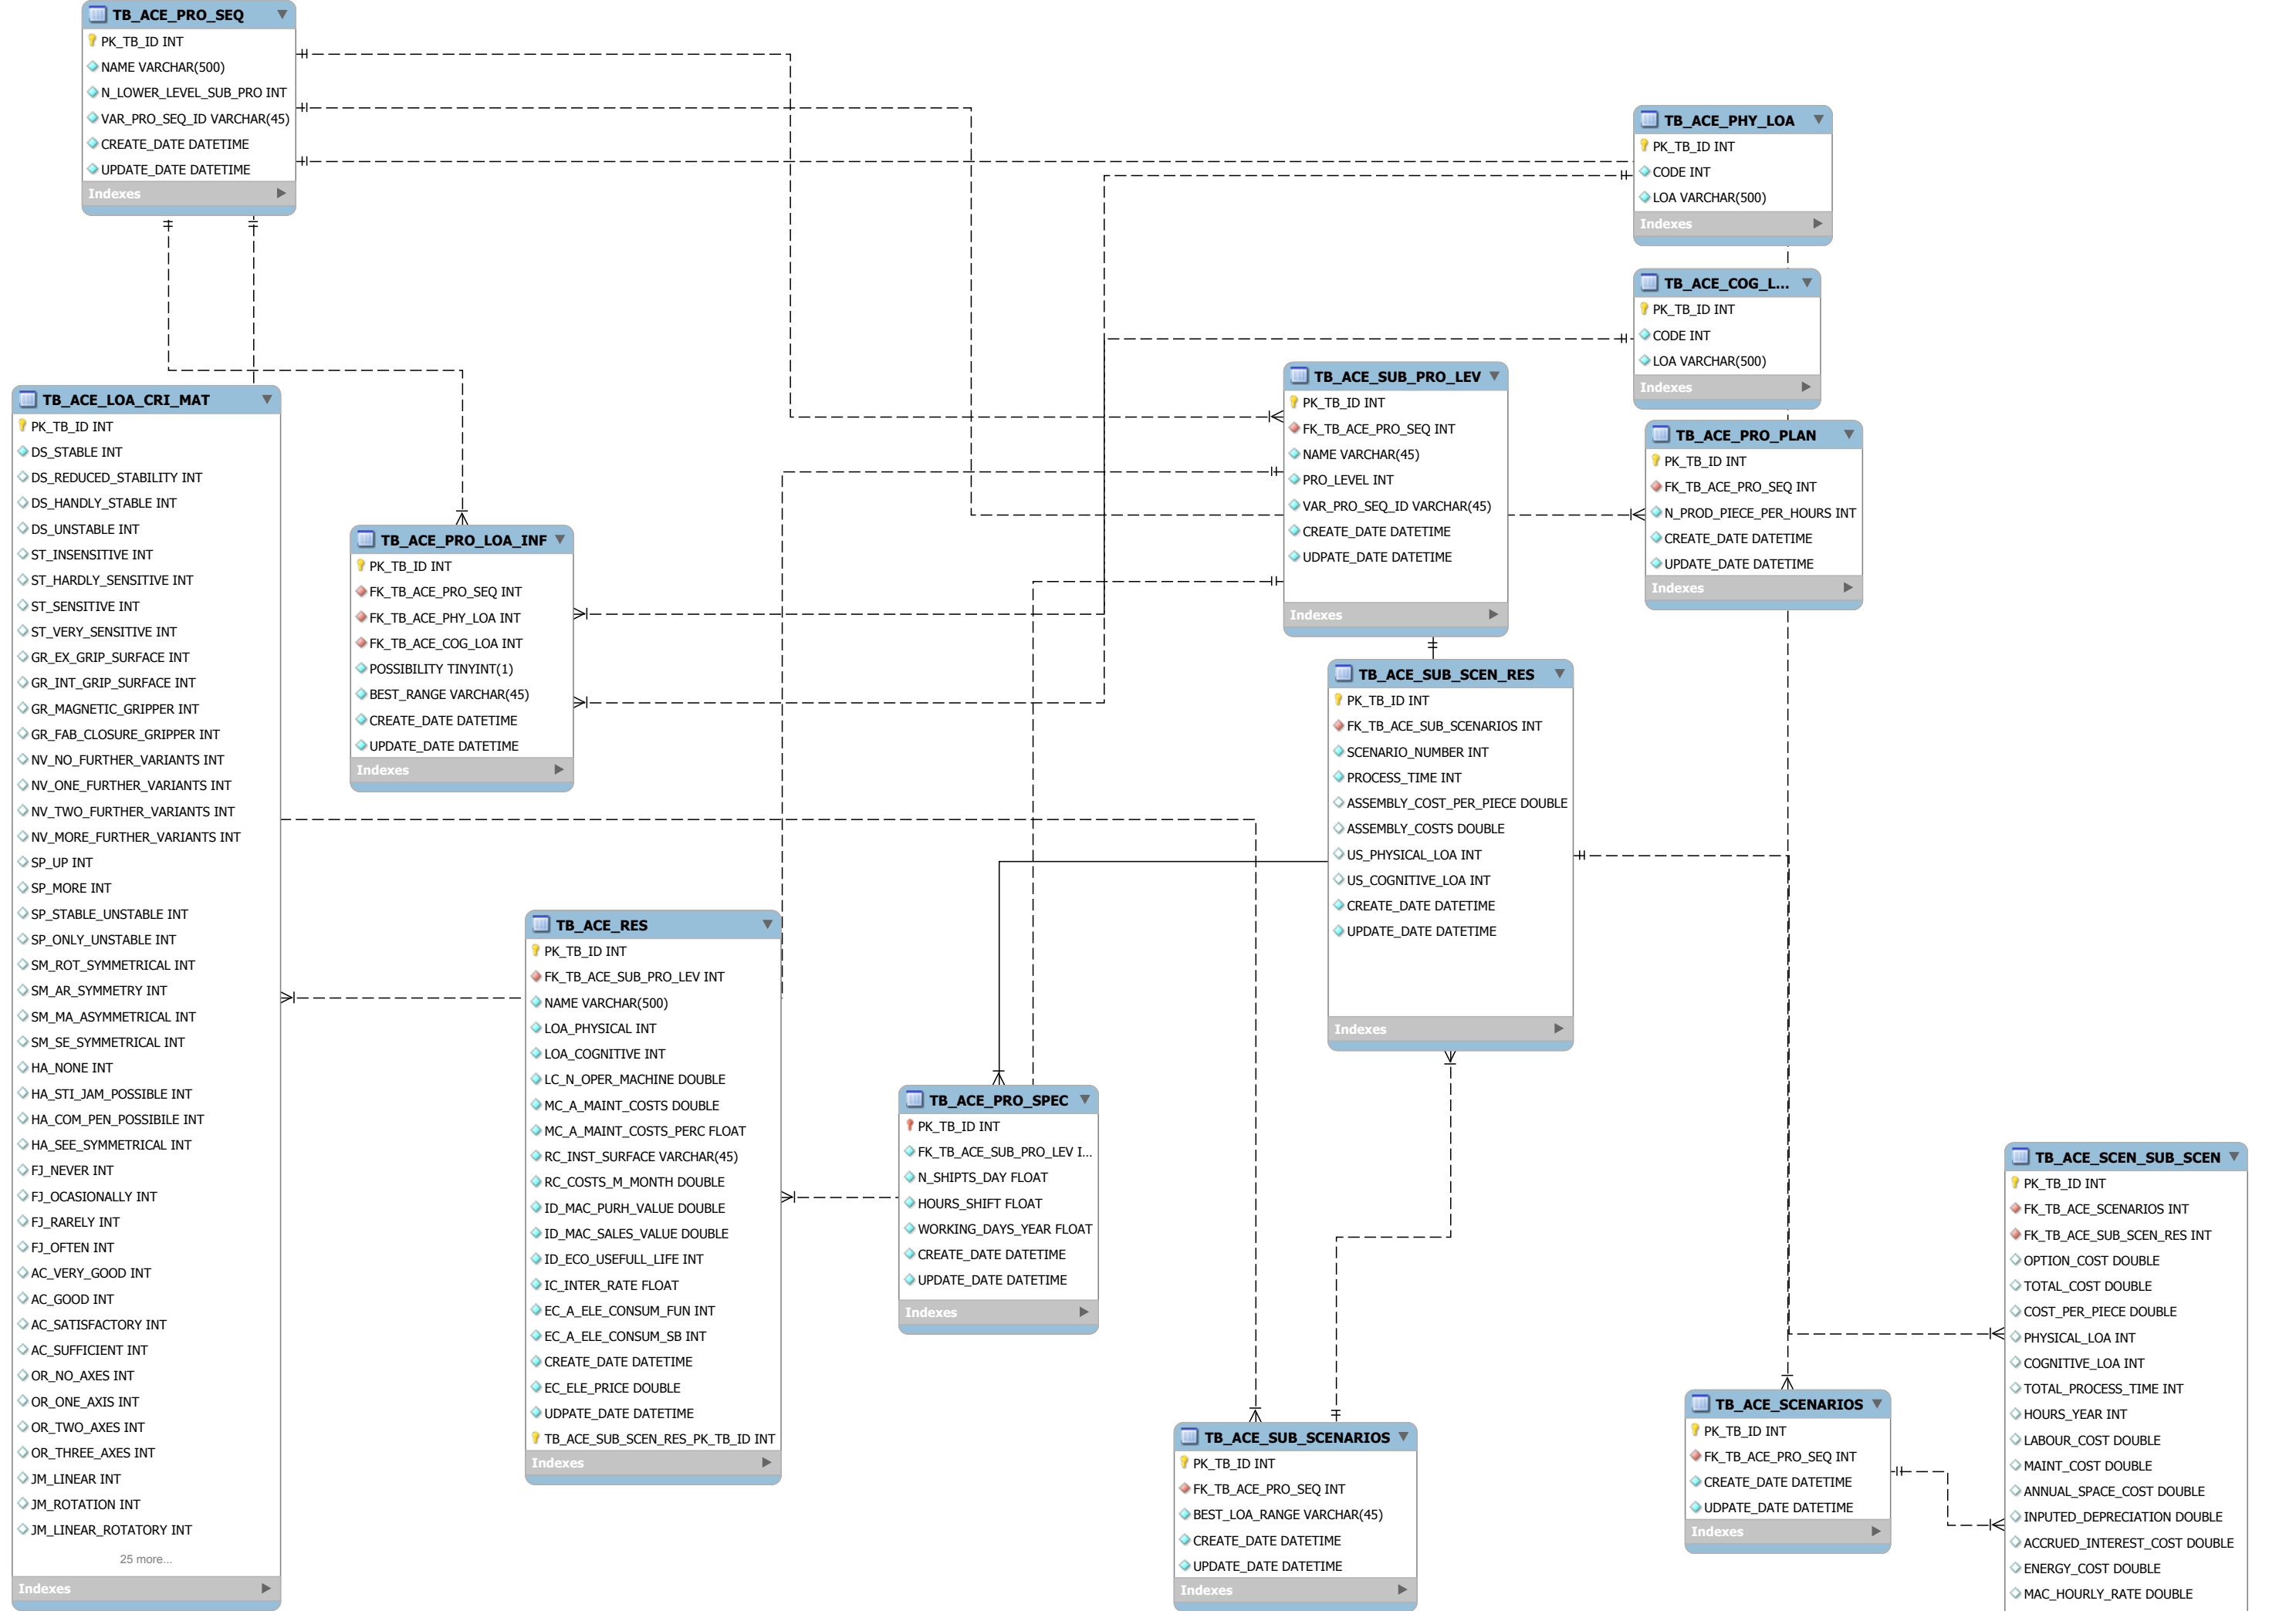 TB_ACE_PRO_SEQ
PK_TB_ID INT
NAME VARCHAR(500)
N_LOWER_LEVEL_SUB_PRO INT
VAR_PRO_SEQ_ID VARCHAR(45)
CREATE_DATE DATETIME
UPDATE_DATE DATETIME
Indexes
TB_ACE_PHY_LOA
PK_TB_ID INT
CODE INT
LOA VARCHAR(500)
Indexes
TB_ACE_COG_L...
PK_TB_ID INT
CODE INT
LOA VARCHAR(500)
Indexes
TB_ACE_SUB_PRO_LEV
PK_TB_ID INT
FK_TB_ACE_PRO_SEQ INT
NAME VARCHAR(45)
PRO_LEVEL INT
VAR_PRO_SEQ_ID VARCHAR(45)
CREATE_DATE DATETIME
UDPATE_DATE DATETIME
Indexes
TB_ACE_PRO_PLAN
PK_TB_ID INT
FK_TB_ACE_PRO_SEQ INT
N_PROD_PIECE_PER_HOURS INT
CREATE_DATE DATETIME
UPDATE_DATE DATETIME
Indexes
TB_ACE_LOA_CRI_MAT
PK_TB_ID INT
DS_STABLE INT
DS_REDUCED_STABILITY INT
DS_HANDLY_STABLE INT
DS_UNSTABLE INT
ST_INSENSITIVE INT
ST_HARDLY_SENSITIVE INT
ST_SENSITIVE INT
ST_VERY_SENSITIVE INT
GR_EX_GRIP_SURFACE INT
GR_INT_GRIP_SURFACE INT
GR_MAGNETIC_GRIPPER INT
GR_FAB_CLOSURE_GRIPPER INT
NV_NO_FURTHER_VARIANTS INT
NV_ONE_FURTHER_VARIANTS INT
NV_TWO_FURTHER_VARIANTS INT
NV_MORE_FURTHER_VARIANTS INT
SP_UP INT
SP_MORE INT
SP_STABLE_UNSTABLE INT
SP_ONLY_UNSTABLE INT
SM_ROT_SYMMETRICAL INT
SM_AR_SYMMETRY INT
SM_MA_ASYMMETRICAL INT
SM_SE_SYMMETRICAL INT
HA_NONE INT
HA_STI_JAM_POSSIBLE INT
HA_COM_PEN_POSSIBILE INT
HA_SEE_SYMMETRICAL INT
FJ_NEVER INT
FJ_OCASIONALLY INT
FJ_RARELY INT
FJ_OFTEN INT
AC_VERY_GOOD INT
AC_GOOD INT
AC_SATISFACTORY INT
AC_SUFFICIENT INT
OR_NO_AXES INT
OR_ONE_AXIS INT
OR_TWO_AXES INT
OR_THREE_AXES INT
JM_LINEAR INT
JM_ROTATION INT
JM_LINEAR_ROTATORY INT
25 more...
Indexes
TB_ACE_PRO_LOA_INF
PK_TB_ID INT
FK_TB_ACE_PRO_SEQ INT
FK_TB_ACE_PHY_LOA INT
FK_TB_ACE_COG_LOA INT
POSSIBILITY TINYINT(1)
BEST_RANGE VARCHAR(45)
CREATE_DATE DATETIME
UPDATE_DATE DATETIME
Indexes
TB_ACE_SUB_SCEN_RES
PK_TB_ID INT
FK_TB_ACE_SUB_SCENARIOS INT
SCENARIO_NUMBER INT
PROCESS_TIME INT
ASSEMBLY_COST_PER_PIECE DOUBLE
ASSEMBLY_COSTS DOUBLE
US_PHYSICAL_LOA INT
US_COGNITIVE_LOA INT
CREATE_DATE DATETIME
UPDATE_DATE DATETIME
Indexes
TB_ACE_RES
PK_TB_ID INT
FK_TB_ACE_SUB_PRO_LEV INT
NAME VARCHAR(500)
LOA_PHYSICAL INT
LOA_COGNITIVE INT
LC_N_OPER_MACHINE DOUBLE
MC_A_MAINT_COSTS DOUBLE
MC_A_MAINT_COSTS_PERC FLOAT
RC_INST_SURFACE VARCHAR(45)
RC_COSTS_M_MONTH DOUBLE
ID_MAC_PURH_VALUE DOUBLE
ID_MAC_SALES_VALUE DOUBLE
ID_ECO_USEFULL_LIFE INT
IC_INTER_RATE FLOAT
EC_A_ELE_CONSUM_FUN INT
EC_A_ELE_CONSUM_SB INT
CREATE_DATE DATETIME
EC_ELE_PRICE DOUBLE
UDPATE_DATE DATETIME
TB_ACE_SUB_SCEN_RES_PK_TB_ID INT
Indexes
TB_ACE_PRO_SPEC
PK_TB_ID INT
FK_TB_ACE_SUB_PRO_LEV I...
N_SHIPTS_DAY FLOAT
HOURS_SHIFT FLOAT
WORKING_DAYS_YEAR FLOAT
CREATE_DATE DATETIME
UPDATE_DATE DATETIME
Indexes
TB_ACE_SUB_SCENARIOS
PK_TB_ID INT
FK_TB_ACE_PRO_SEQ INT
BEST_LOA_RANGE VARCHAR(45)
CREATE_DATE DATETIME
UPDATE_DATE DATETIME
Indexes
TB_ACE_SCENARIOS
PK_TB_ID INT
FK_TB_ACE_PRO_SEQ INT
CREATE_DATE DATETIME
UDPATE_DATE DATETIME
Indexes
TB_ACE_SCEN_SUB_SCEN
PK_TB_ID INT
FK_TB_ACE_SCENARIOS INT
FK_TB_ACE_SUB_SCEN_RES INT
OPTION_COST DOUBLE
TOTAL_COST DOUBLE
COST_PER_PIECE DOUBLE
PHYSICAL_LOA INT
COGNITIVE_LOA INT
TOTAL_PROCESS_TIME INT
HOURS_YEAR INT
LABOUR_COST DOUBLE
MAINT_COST DOUBLE
ANNUAL_SPACE_COST DOUBLE
INPUTED_DEPRECIATION DOUBLE
ACCRUED_INTEREST_COST DOUBLE
ENERGY_COST DOUBLE
MAC_HOURLY_RATE DOUBLE